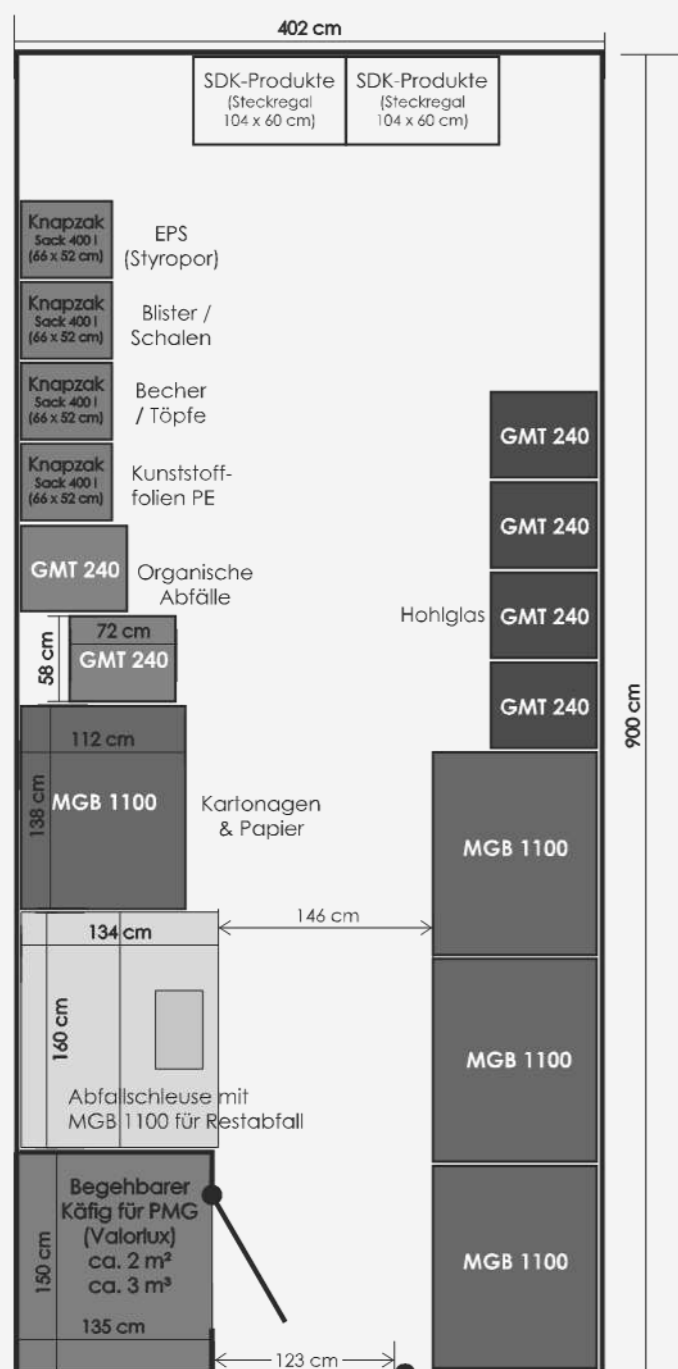 402 cm
SDK-Produkte
(Steckregal
104 x 60 cm)
SDK-Produkte
(Steckregal
104 x 60 cm)
Knapzak
Sack 400 l
(66 x 52 cm)
EPS
(Styropor)
Knapzak
Sack 400 l
(66 x 52 cm)
Blister /
Schalen
Knapzak
Sack 400 l
(66 x 52 cm)
Becher
/ Töpfe
GMT 240
Knapzak
Sack 400 l
(66 x 52 cm)
Kunststoff-
folien PE
GMT 240
GMT 240
Organische
Abfälle
Hohlglas
GMT 240
58 cm
72 cm
GMT 240
GMT 240
900 cm
112 cm
138 cm
MGB 1100
Kartonagen
& Papier
MGB 1100
134 cm
146 cm
160 cm
Abfallschleuse mit
MGB 1100 für Restabfall
MGB 1100
Begehbarer
Käfig für PMG
(Valorlux)
ca. 2 m²
ca. 3 m³
150 cm
135 cm
MGB 1100
123 cm